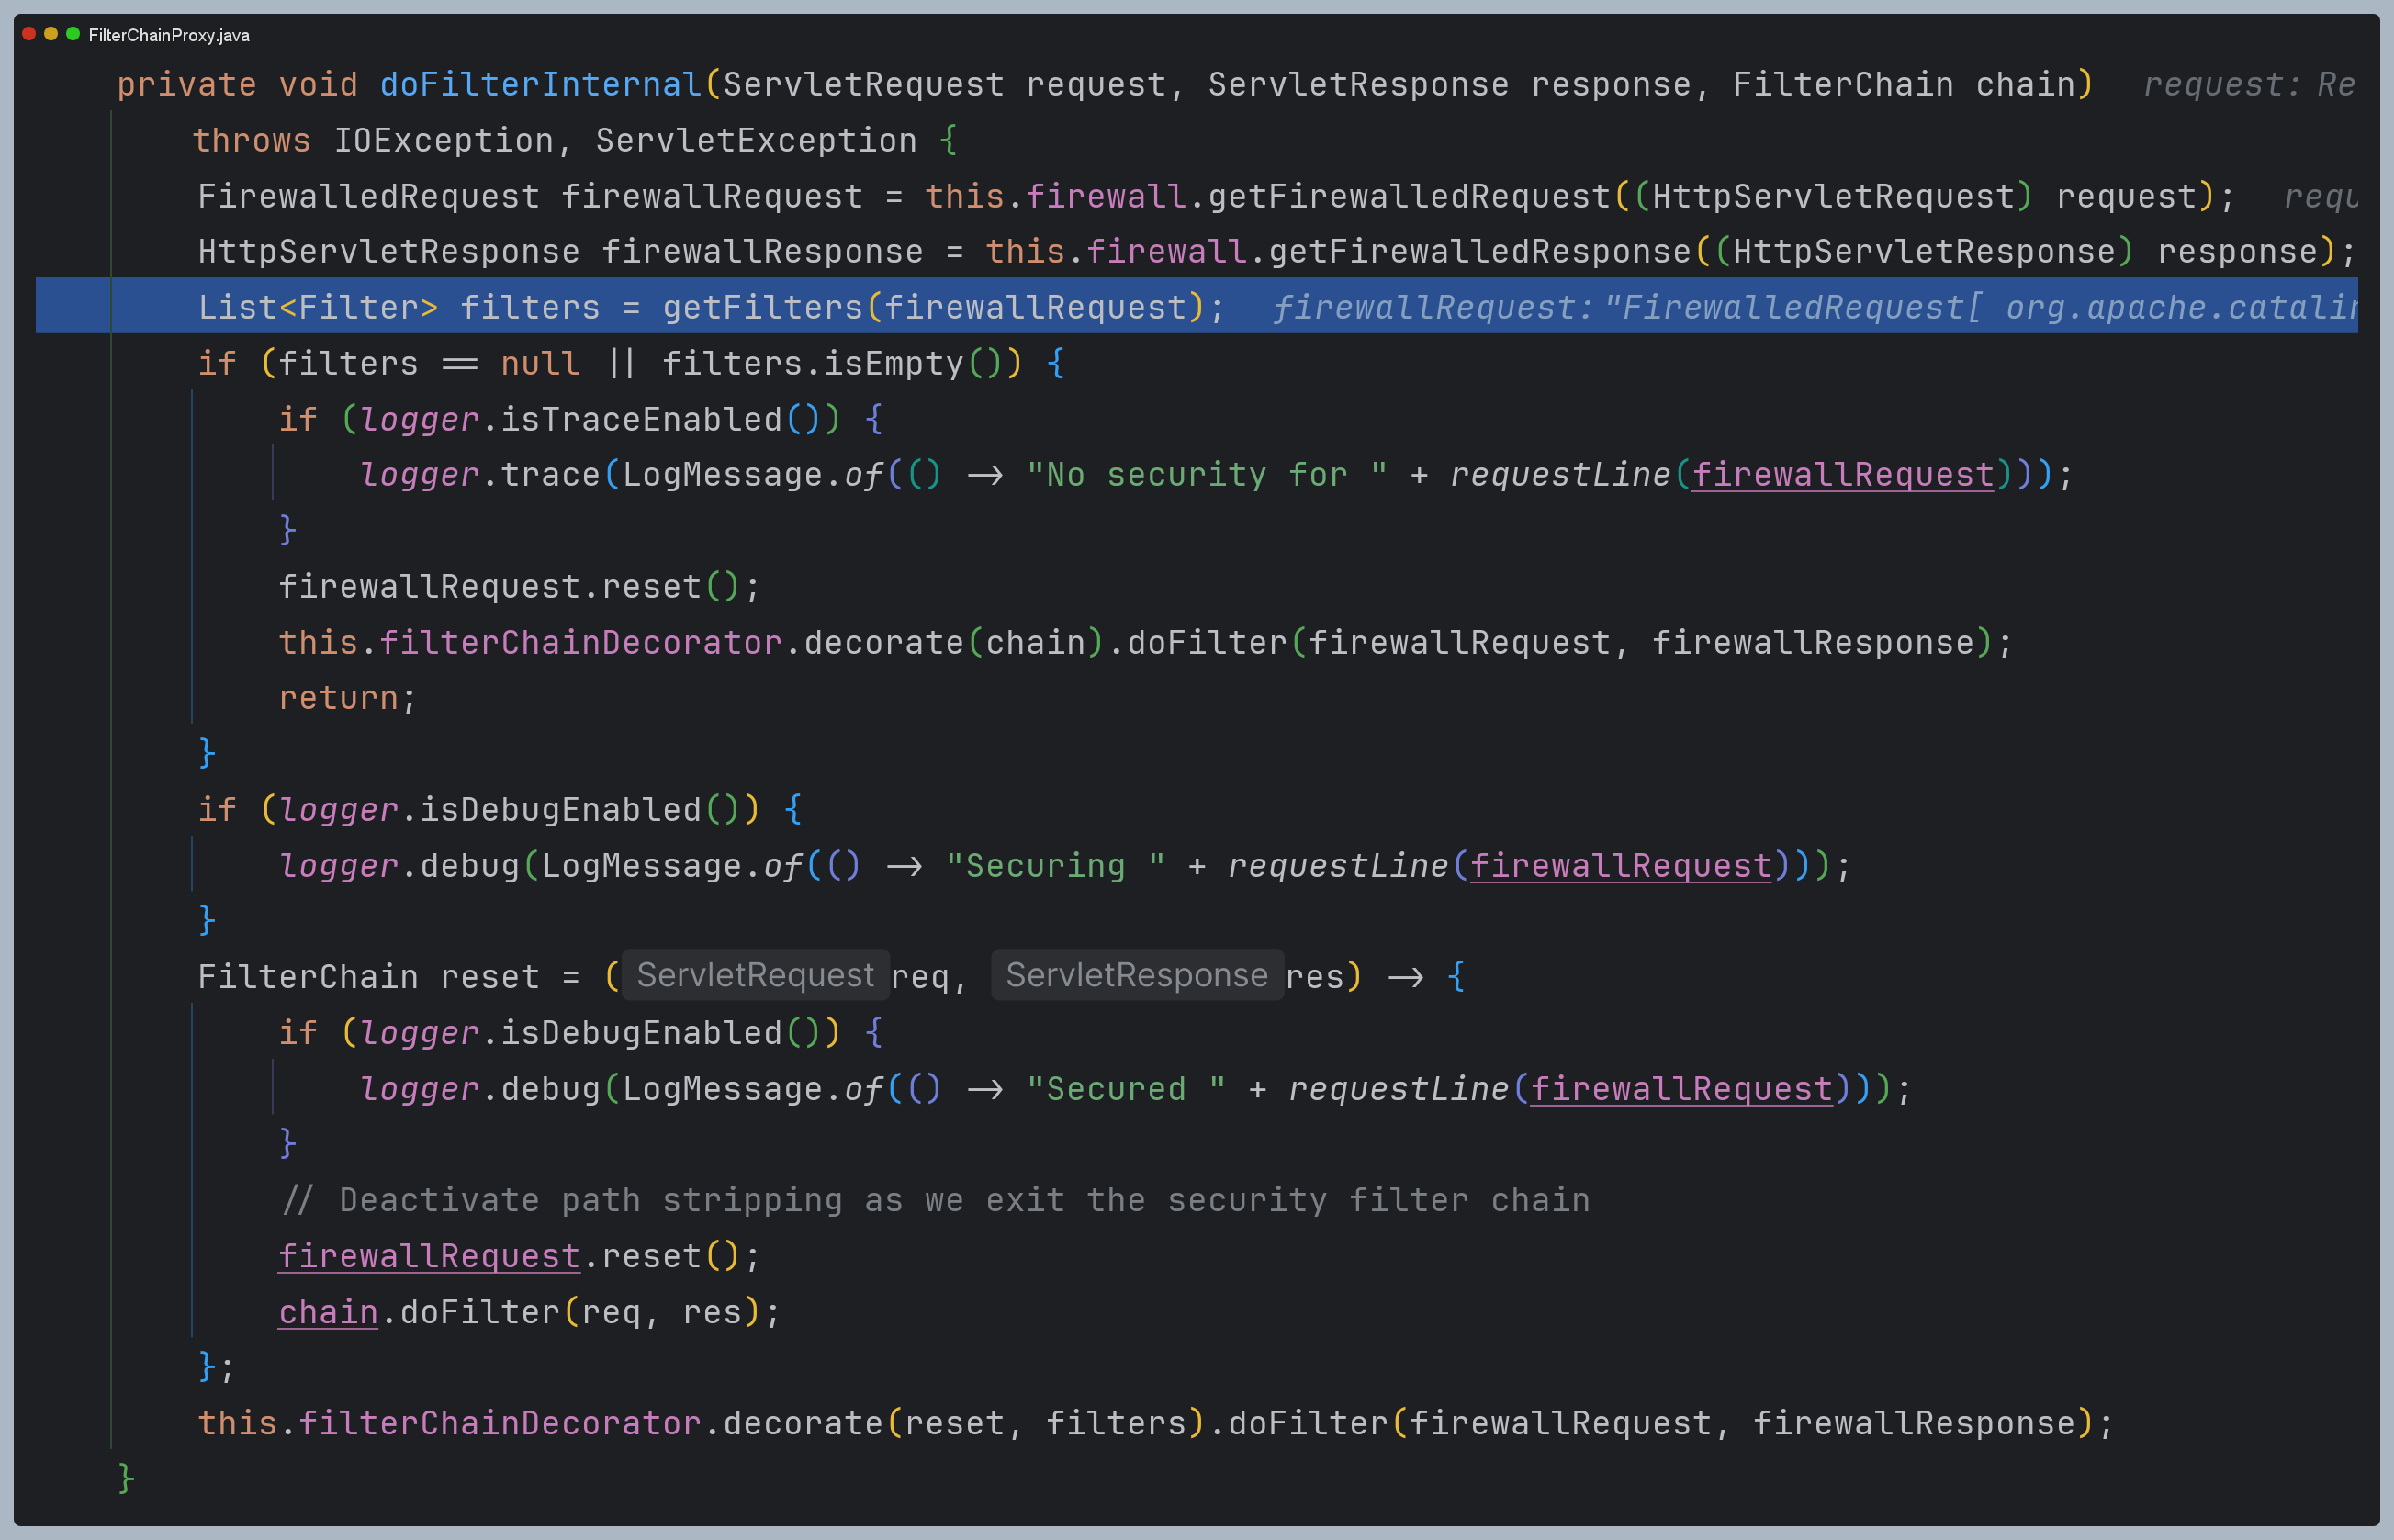 FilterChainProxy.java
private void doFilterInternal(ServletRequest request, ServletResponse response, FilterChain chain) request: Re
throws IOException, ServletException {
FirewalledRequest firewallRequest = this.firewall.getFirewalledRequest((HttpServletRequest) request); requ
HttpServletResponse firewallResponse = this.firewall.getFirewalledResponse((HttpServletResponse) response);
List<Filter> filters = getFilters(firewallRequest); firewallRequest: "FirewalledRequest[ org.apache.catalin
if (filters == null || filters.isEmpty()) {
if (logger.isTraceEnabled()) {
logger.trace(LogMessage.of(() -> "No security for " + requestLine(firewallRequest)));
}
firewallRequest.reset();
this.filterChainDecorator.decorate(chain).doFilter(firewallRequest, firewallResponse);
return;
}
if (logger.isDebugEnabled()) {
logger.debug(LogMessage.of(() -> "Securing " + requestLine(firewallRequest)));
}
FilterChain reset = (ServletRequest req, ServletResponse res) -> {
if (logger.isDebugEnabled()) {
logger.debug(LogMessage.of(() -> "Secured " + requestLine(firewallRequest)));
}
// Deactivate path stripping as we exit the security filter chain
firewallRequest.reset();
chain.doFilter(req, res);
};
this.filterChainDecorator.decorate(reset, filters).doFilter(firewallRequest, firewallResponse);
}